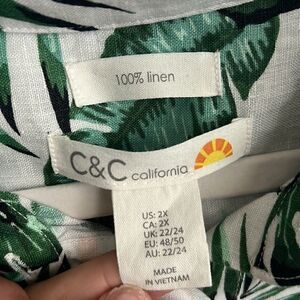 100% linen
C&C california
US: 2X
CA: 2X
UK: 22/24
EU: 48/50
AU: 22/24
MADE IN
VIETNAM